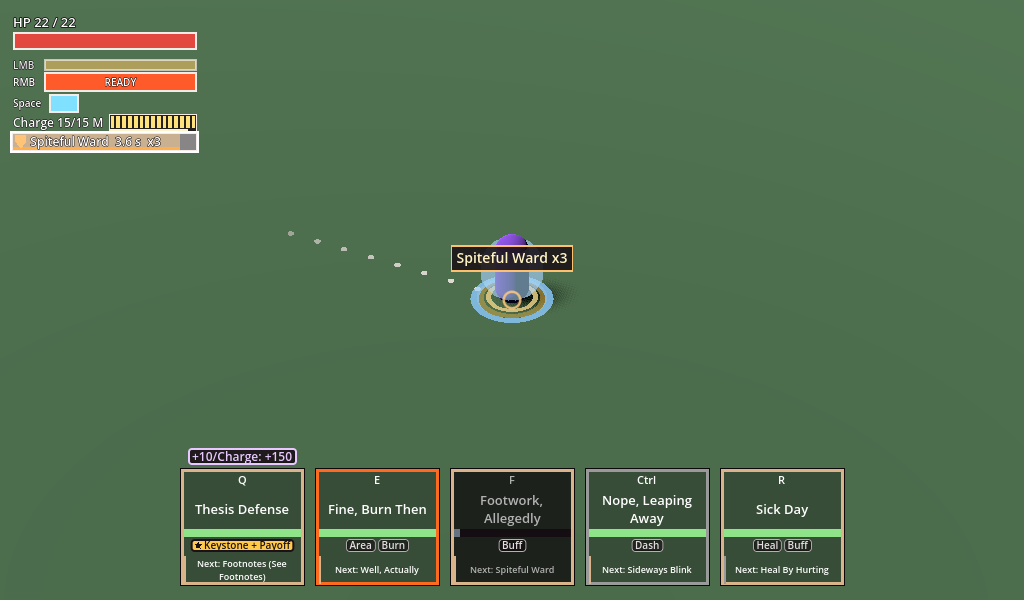 HP 22 / 22
LMB
RMB READY
Space
Charge 15/15 M
Spiteful Ward 3.6 s x3
Spiteful Ward x3
+10/Charge: +150
Q
Thesis Defense
★Keystone + Payoff
Next: Footnotes (See
Footnotes)
E
Fine, Burn Then
Area Burn
Next: Well, Actually
F
Footwork,
Allegedly
Buff
Next: Spiteful Ward
Ctrl
Nope, Leaping
Away
Dash
Next: Sideways Blink
R
Sick Day
Heal Buff
Next: Heal By Hurting